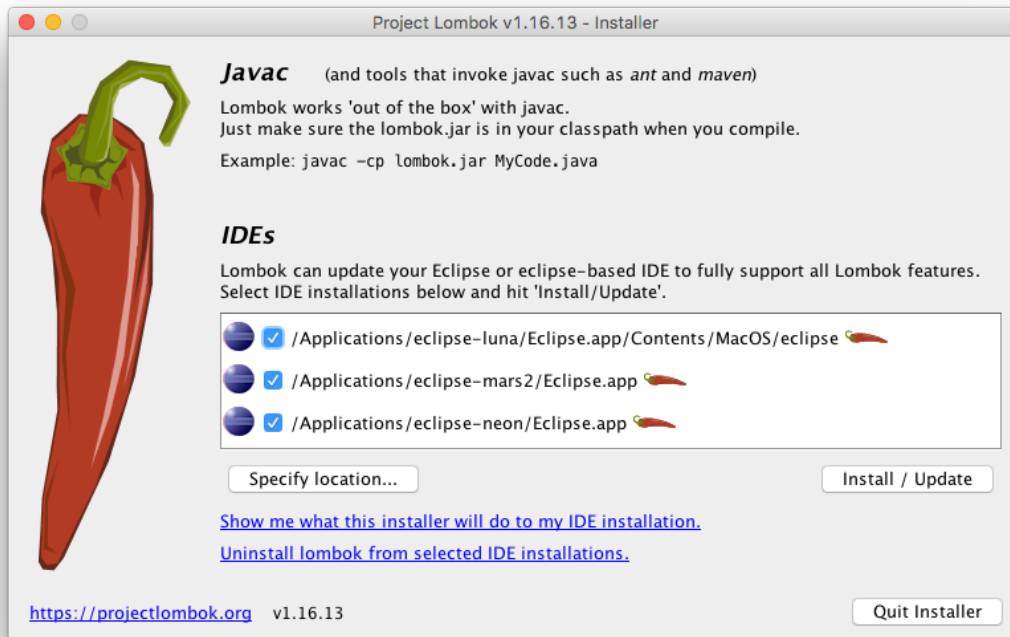 Project Lombok v1.16.13 - Installer
Javac (and tools that invoke javac such as ant and maven)
Lombok works 'out of the box' with javac.
Just make sure the lombok.jar is in your classpath when you compile.
Example: javac -cp lombok.jar MyCode.java
IDEs
Lombok can update your Eclipse or eclipse-based IDE to fully support all Lombok features.
Select IDE installations below and hit 'Install/Update'.
/Applications/eclipse-luna/Eclipse.app/Contents/MacOS/eclipse
/Applications/eclipse-mars2/Eclipse.app
/Applications/eclipse-neon/Eclipse.app
Specify location... Install / Update
Show me what this installer will do to my IDE installation.
Uninstall lombok from selected IDE installations.
https://projectlombok.org v1.16.13 Quit Installer